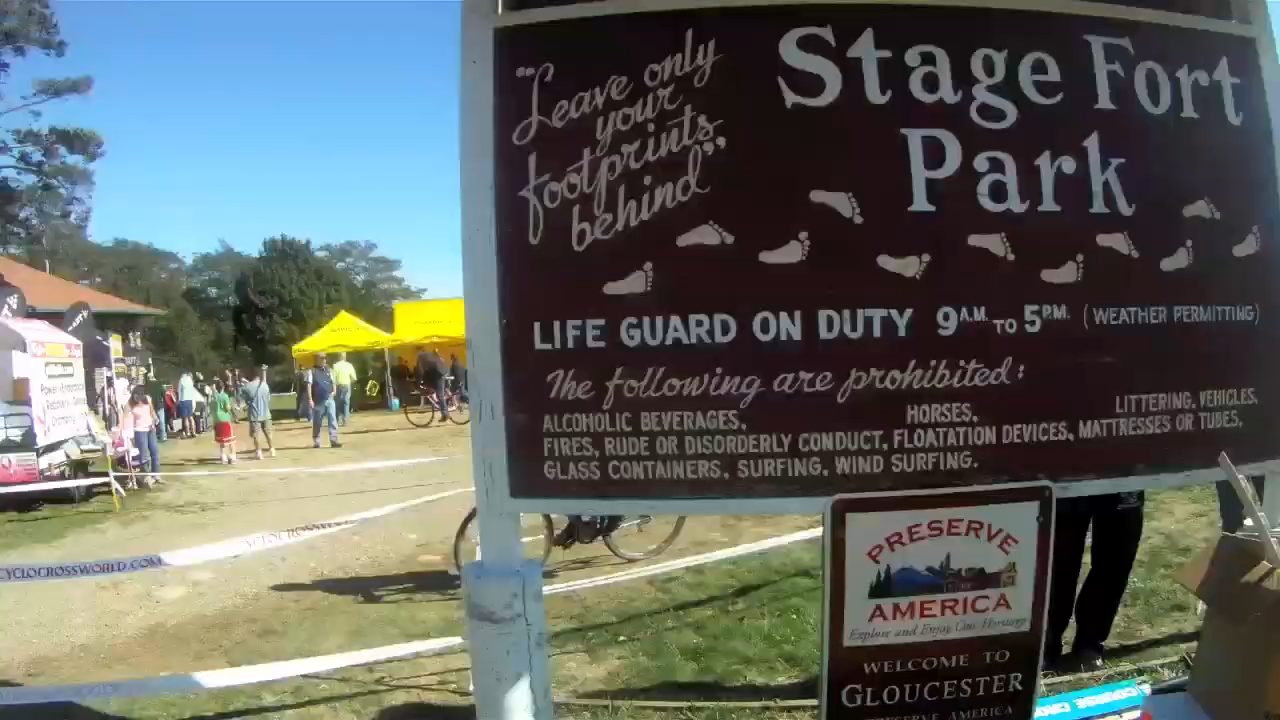 "Leave only
your
footprints
behind"
Stage Fort
Park
LIFE GUARD ON DUTY 9A.M. TO 5P.M. (WEATHER PERMITTING)
The following are prohibited:
ALCOHOLIC BEVERAGES, HORSES, LITTERING, VEHICLES,
FIRES, RUDE OR DISORDERLY CONDUCT, FLOATATION DEVICES, MATTRESSES OR TUBES,
GLASS CONTAINERS, SURFING, WIND SURFING.
PRESERVE
AMERICA
Explore and Enjoy Our Heritage
WELCOME TO
GLOUCESTER
PRESERVE AMERICA
CYCLOCROSSWORLD.COM